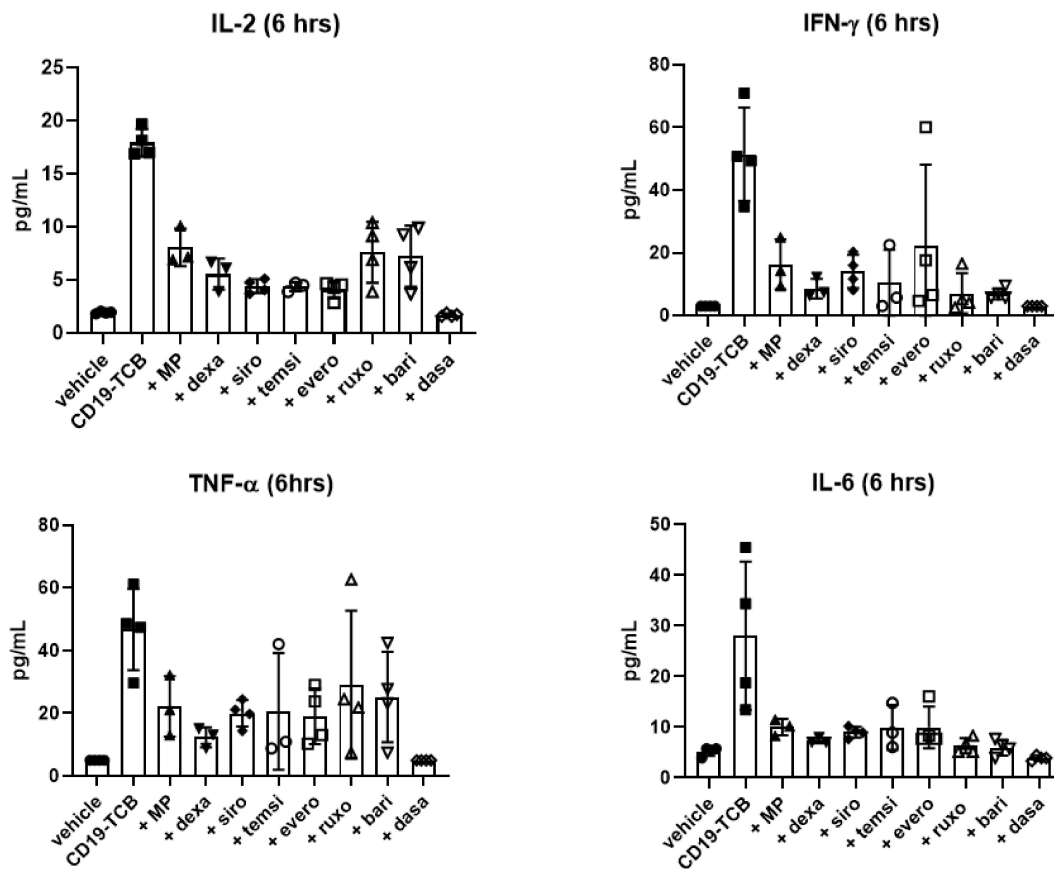 IL-2 (6 hrs)
pg/mL
25
20
15
10
5
0
vehicle
CD19-TCB
+ MP
+ dexa
+ siro
+ temsi
+ evero
+ ruxo
+ bari
+ dasa
IFN-γ (6 hrs)
pg/mL
80
60
40
20
0
vehicle
CD19-TCB
+ MP
+ dexa
+ siro
+ temsi
+ evero
+ ruxo
+ bari
+ dasa
TNF-α (6hrs)
pg/mL
80
60
40
20
0
vehicle
CD19-TCB
+ MP
+ dexa
+ siro
+ temsi
+ evero
+ ruxo
+ bari
+ dasa
IL-6 (6 hrs)
pg/mL
50
40
30
20
10
0
vehicle
CD19-TCB
+ MP
+ dexa
+ siro
+ temsi
+ evero
+ ruxo
+ bari
+ dasa